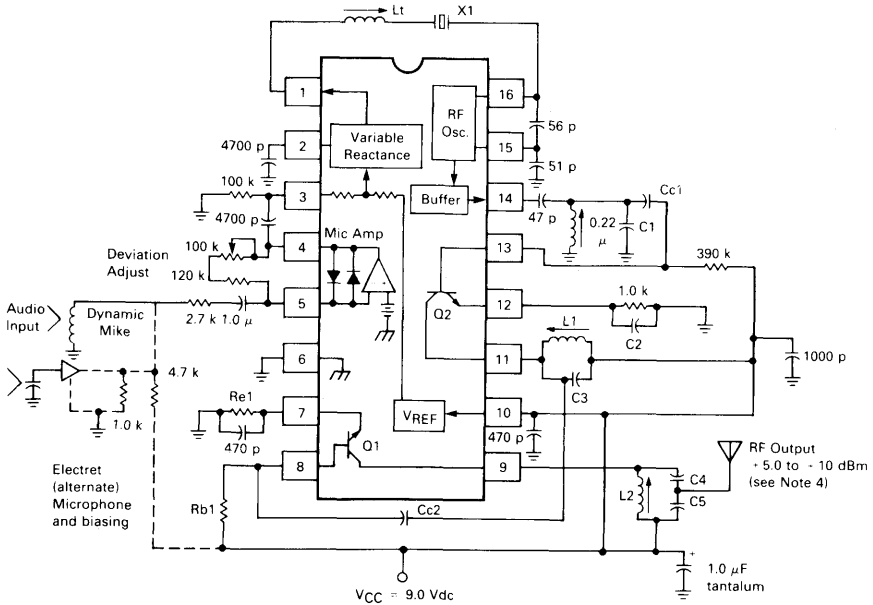 Lt
X1
1
16
RF
Osc.
56 p
4700 p
2
Variable
Reactance
15
51 p
100 k
3
Buffer
14
Cc1
47 p
0.22
µ
C1
4700 p
Mic Amp
Deviation
Adjust
100 k
4
13
390 k
120 k
Audio
Input
Dynamic
Mike
5
Q2
12
1.0 k
2.7 k 1.0 µ
C2
L1
6
11
4.7 k
1000 p
C3
Re1
7
VREF
10
1.0 k
470 p
Q1
470 p
RF Output
+ 5.0 to + 10 dBm
(see Note 4)
8
9
C4
Electret
(alternate)
Microphone
and biasing
L2
C5
Rb1
Cc2
+
1.0 µF
tantalum
VCC = 9.0 Vdc